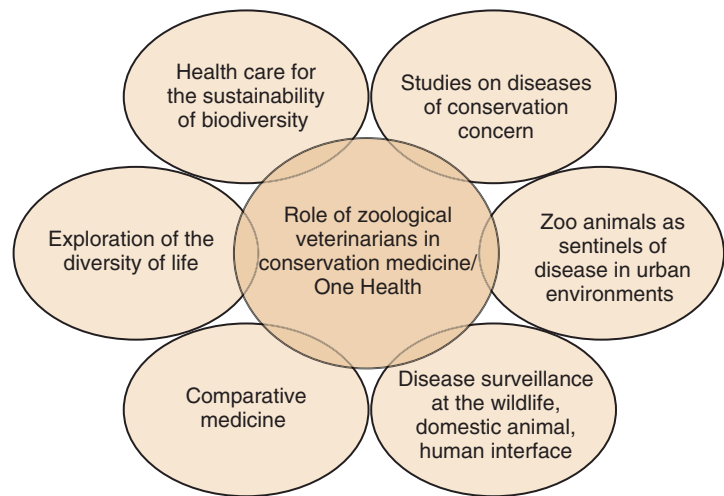 Health care for
the sustainability
of biodiversity
Studies on diseases
of conservation
concern
Exploration of the
diversity of life
Role of zoological
veterinarians in
conservation medicine/
One Health
Zoo animals as
sentinels of
disease in urban
environments
Comparative
medicine
Disease surveillance
at the wildlife,
domestic animal,
human interface